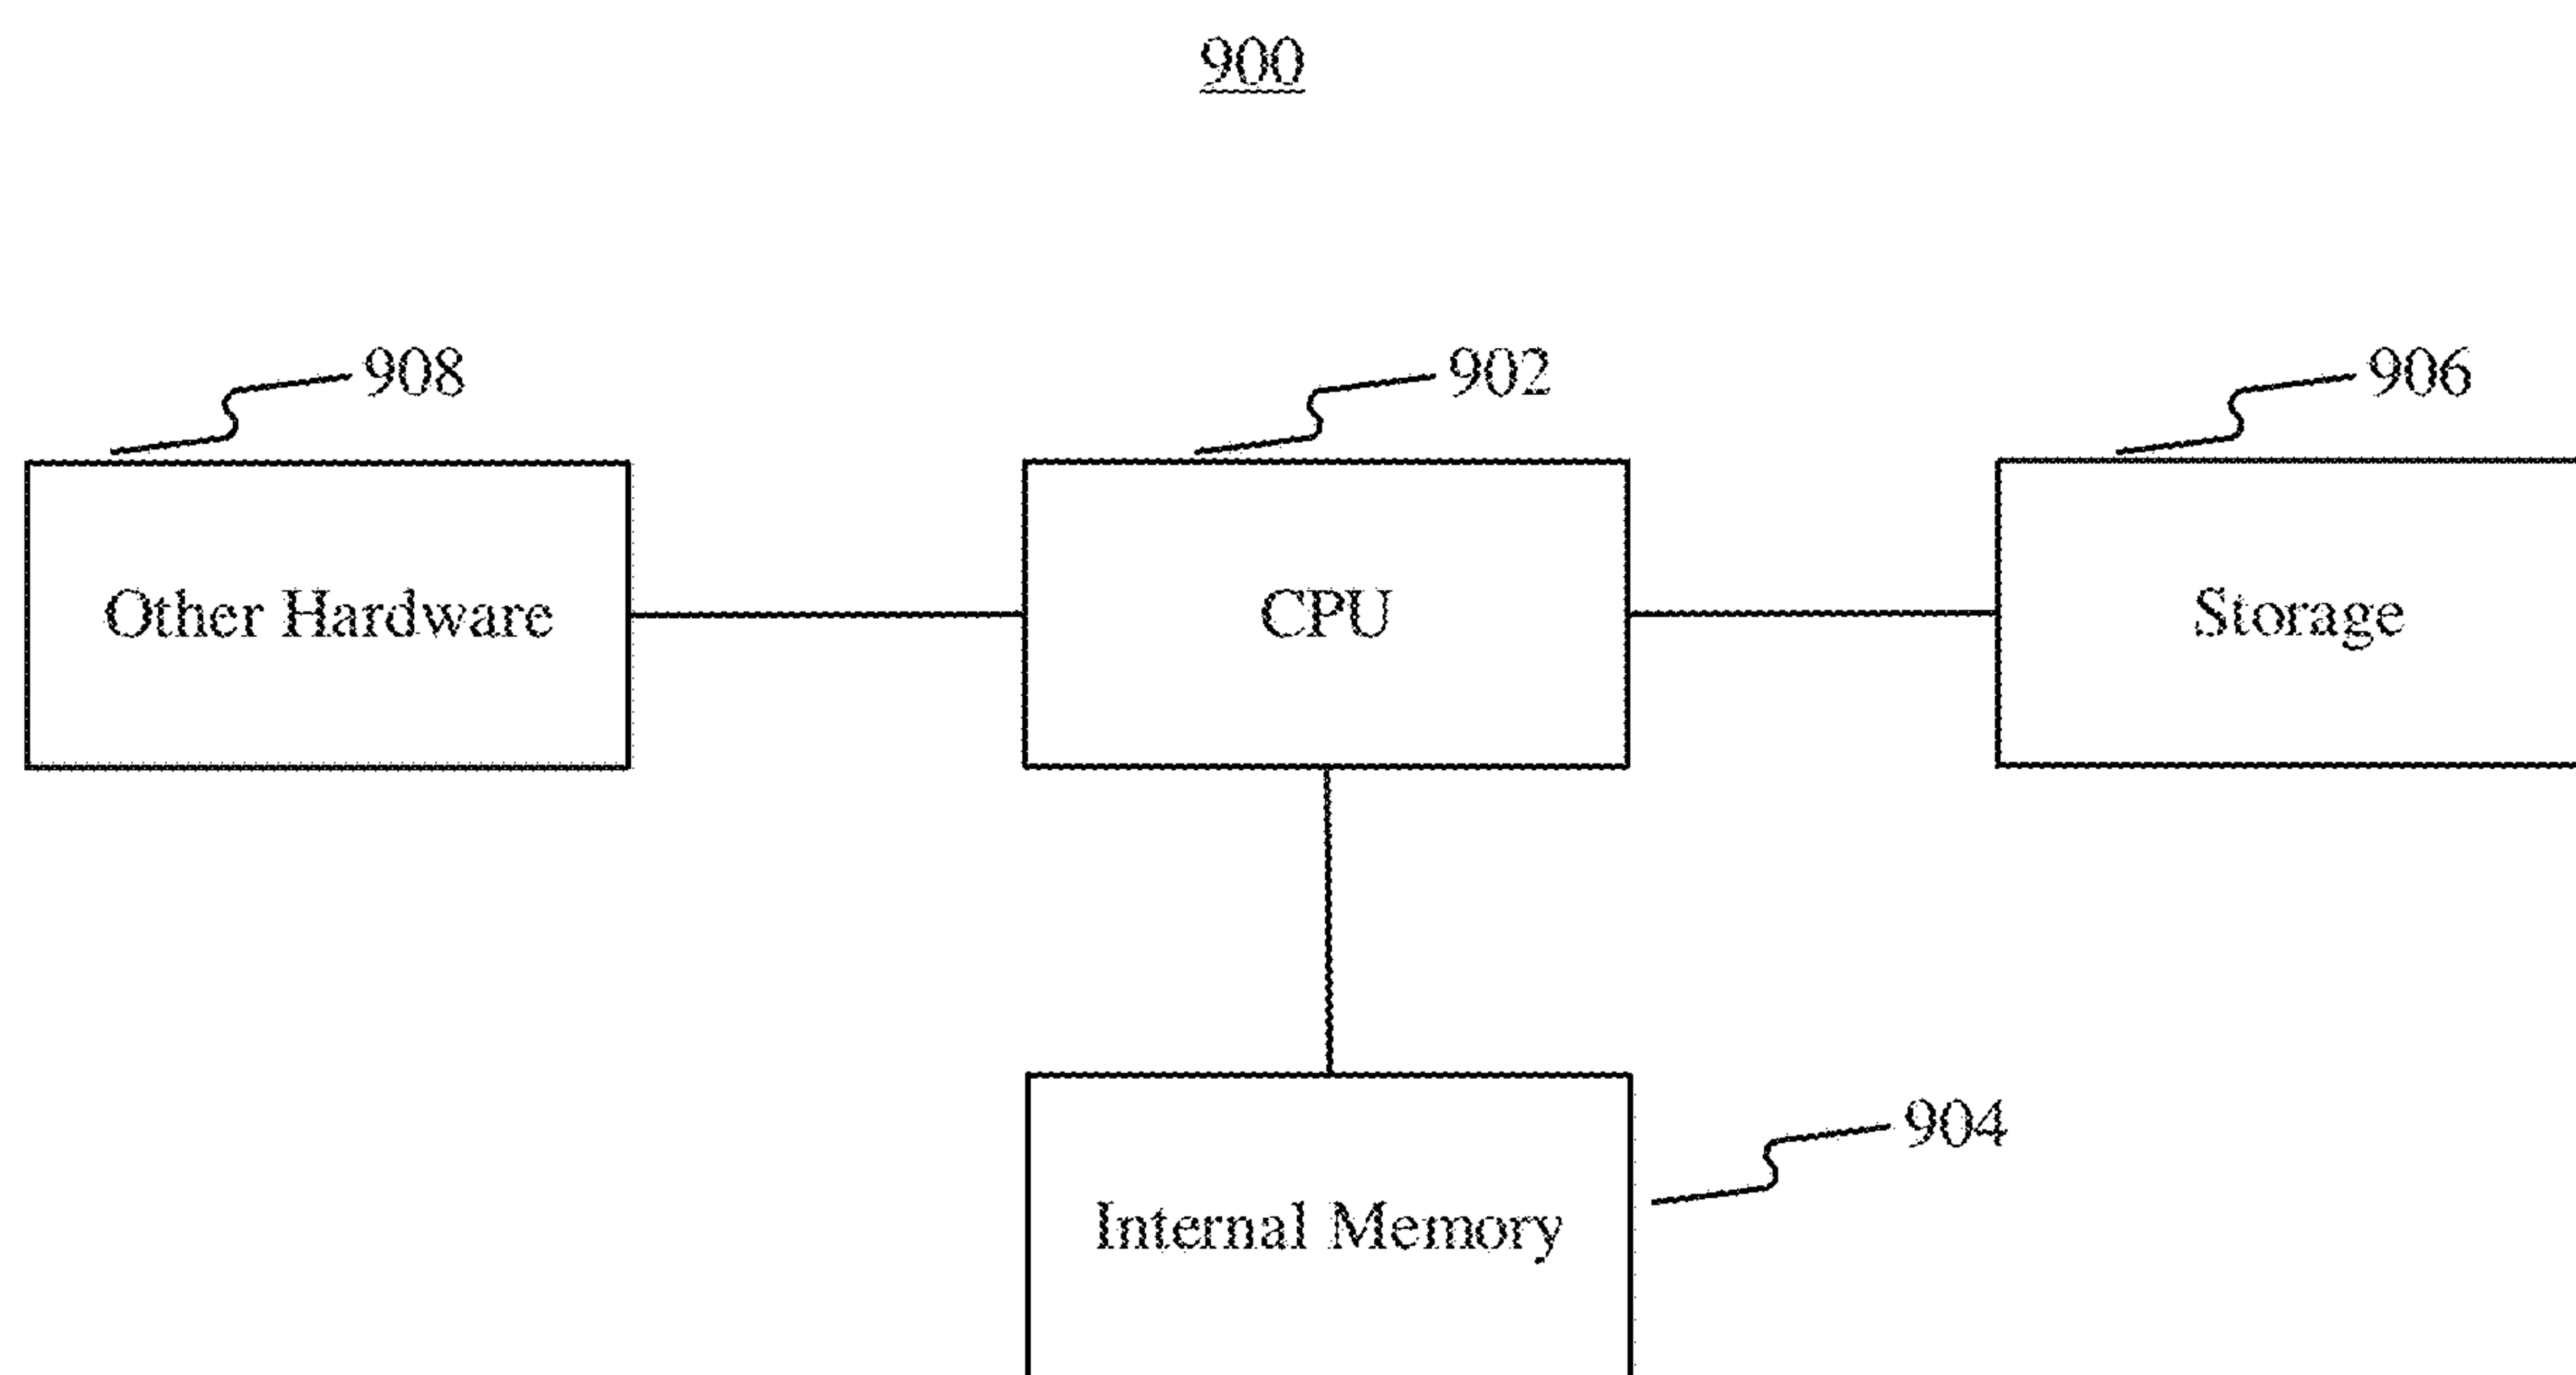 900
908
902
906
Other Hardware
CPU
Storage
904
Internal Memory